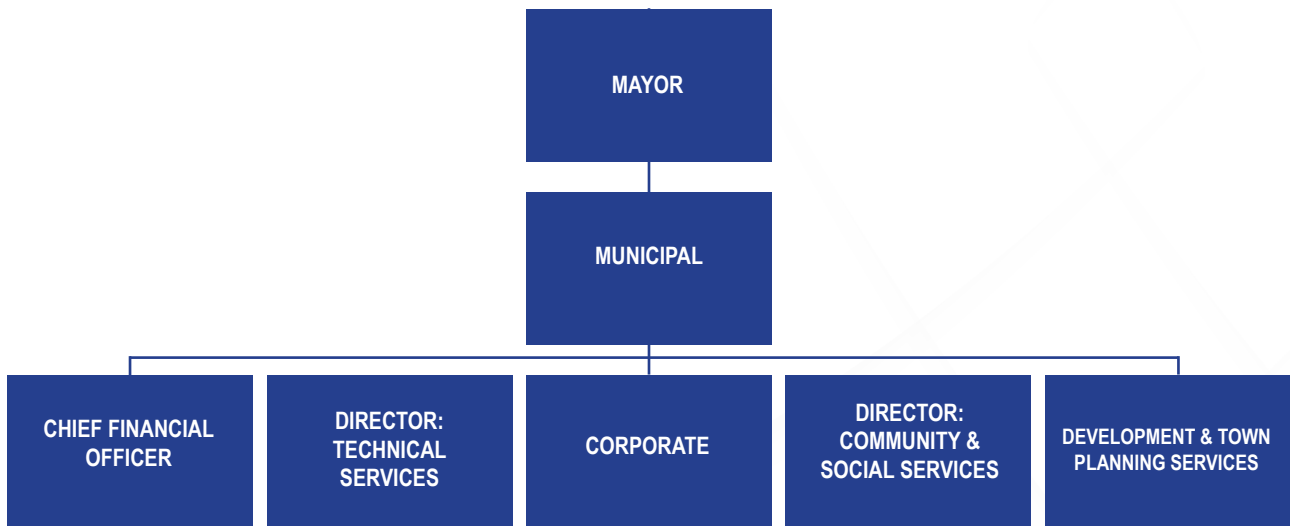 MAYOR
MUNICIPAL
CHIEF FINANCIAL
OFFICER
DIRECTOR:
TECHNICAL
SERVICES
CORPORATE
DIRECTOR:
COMMUNITY &
SOCIAL SERVICES
DEVELOPMENT & TOWN
PLANNING SERVICES